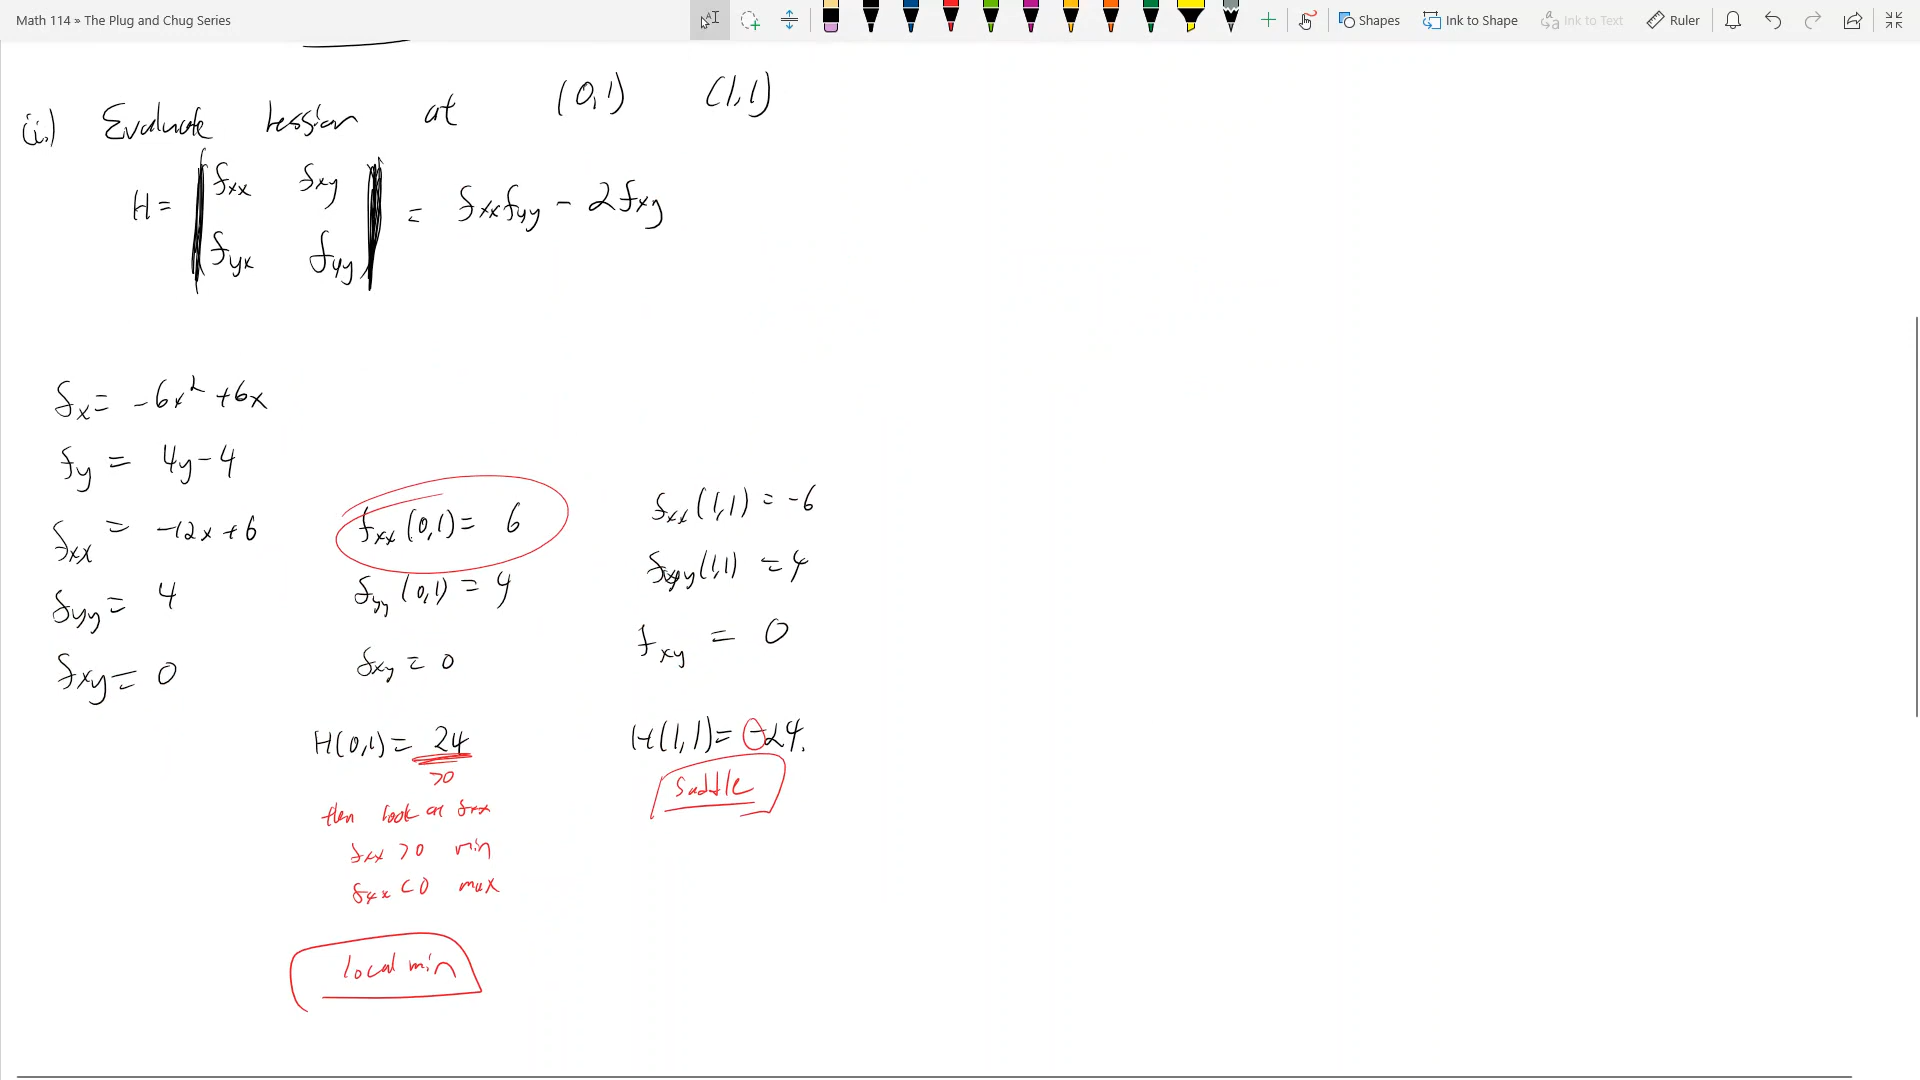 Math 114 » The Plug and Chug Series
Shapes
Ink to Shape
Ink to Text
Ruler
(ii.) Evaluate hessian at (0,1) (1,1)
H = | fxx fxy
fyx fyy | = fxxfyy - 2fxy
fx = -6x² +6x
fy = 4y-4
fxx = -12x+6
fyy = 4
fxy = 0
fxx (0,1) = 6
fyy (0,1) = 4
fxy = 0
H(0,1) = 24
>0
then look at fxx
fxx >0 min
fxx <0 max
local min
fxx (1,1) = -6
fyy (1,1) = 4
fxy = 0
H(1,1) = -24.
Saddle